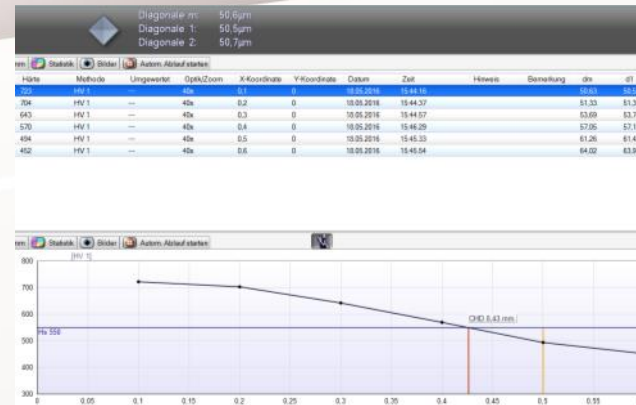 Diagonale m: 50,6µm
Diagonale 1: 50,5µm
Diagonale 2: 50,7µm
Statistik Bilder Autom. Ablauf starten
Härte Methode Umgewertet Optik/Zoom X-Koordinate Y-Koordinate Datum Zeit Hinweis Bemerkung dm d1
723 HV 1 --- 40x 0,1 0 18.05.2016 15:44:16 50,63
704 HV 1 --- 40x 0,2 0 18.05.2016 15:44:37 51,33
643 HV 1 --- 40x 0,3 0 18.05.2016 15:44:57 53,69
570 HV 1 --- 40x 0,4 0 18.05.2016 15:46:29 57,05
494 HV 1 --- 40x 0,5 0 18.05.2016 15:45:33 61,26
452 HV 1 --- 40x 0,6 0 18.05.2016 15:45:54 64,02
Statistik Bilder Autom. Ablauf starten
[HV 1]
800
700
600
CHD 0,43 mm
Hs 550
500
400
300
0 0,05 0,1 0,15 0,2 0,25 0,3 0,35 0,4 0,45 0,5 0,55